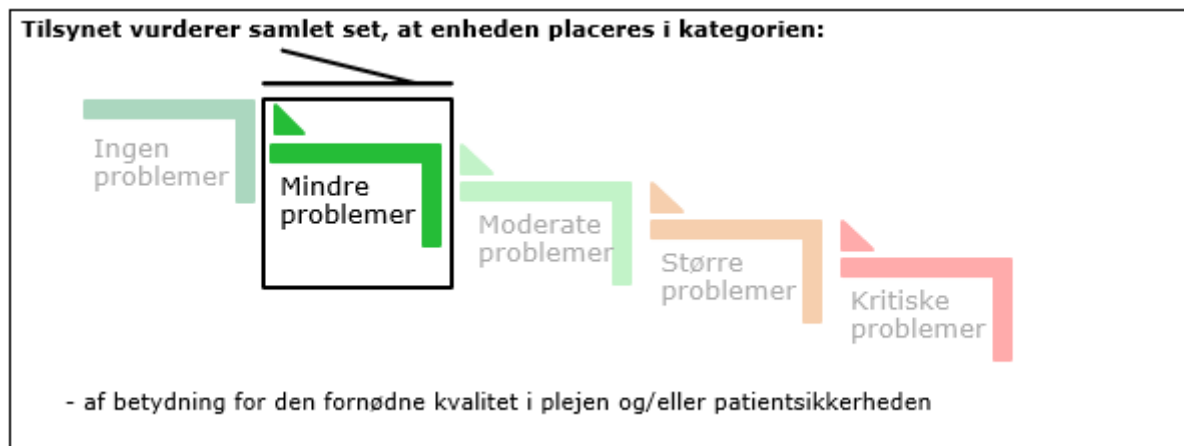 Tilsynet vurderer samlet set, at enheden placeres i kategorien:
Ingen
problemer
Mindre
problemer
Moderate
problemer
Større
problemer
Kritiske
problemer
- af betydning for den fornødne kvalitet i plejen og/eller patientsikkerheden